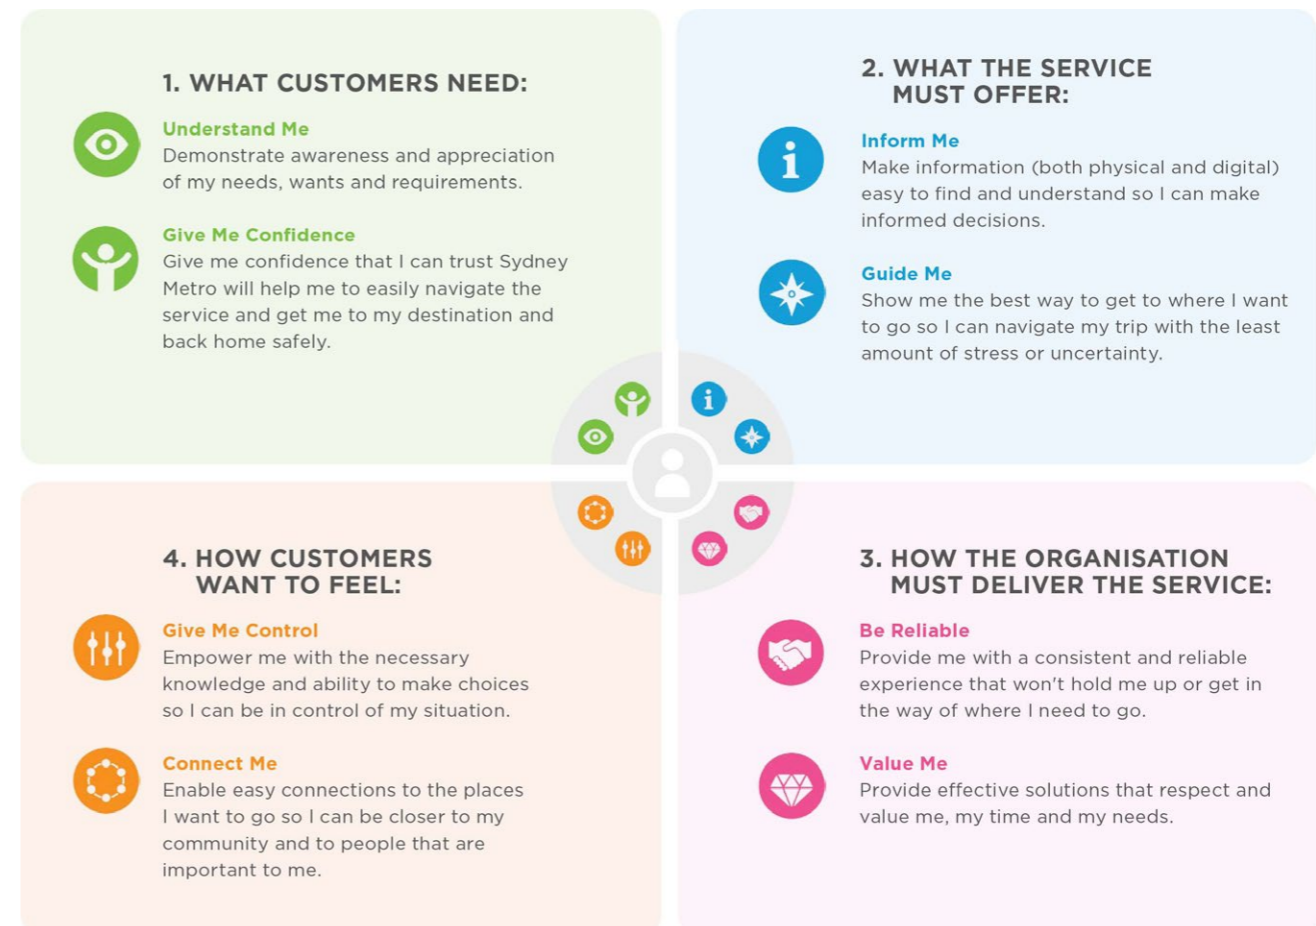 1. WHAT CUSTOMERS NEED:
Understand Me
Demonstrate awareness and appreciation
of my needs, wants and requirements.
Give Me Confidence
Give me confidence that I can trust Sydney
Metro will help me to easily navigate the
service and get me to my destination and
back home safely.
2. WHAT THE SERVICE
MUST OFFER:
Inform Me
Make information (both physical and digital)
easy to find and understand so I can make
informed decisions.
Guide Me
Show me the best way to get to where I want
to go so I can navigate my trip with the least
amount of stress or uncertainty.
3. HOW THE ORGANISATION
MUST DELIVER THE SERVICE:
Be Reliable
Provide me with a consistent and reliable
experience that won't hold me up or get in
the way of where I need to go.
Value Me
Provide effective solutions that respect and
value me, my time and my needs.
4. HOW CUSTOMERS
WANT TO FEEL:
Give Me Control
Empower me with the necessary
knowledge and ability to make choices
so I can be in control of my situation.
Connect Me
Enable easy connections to the places
I want to go so I can be closer to my
community and to people that are
important to me.